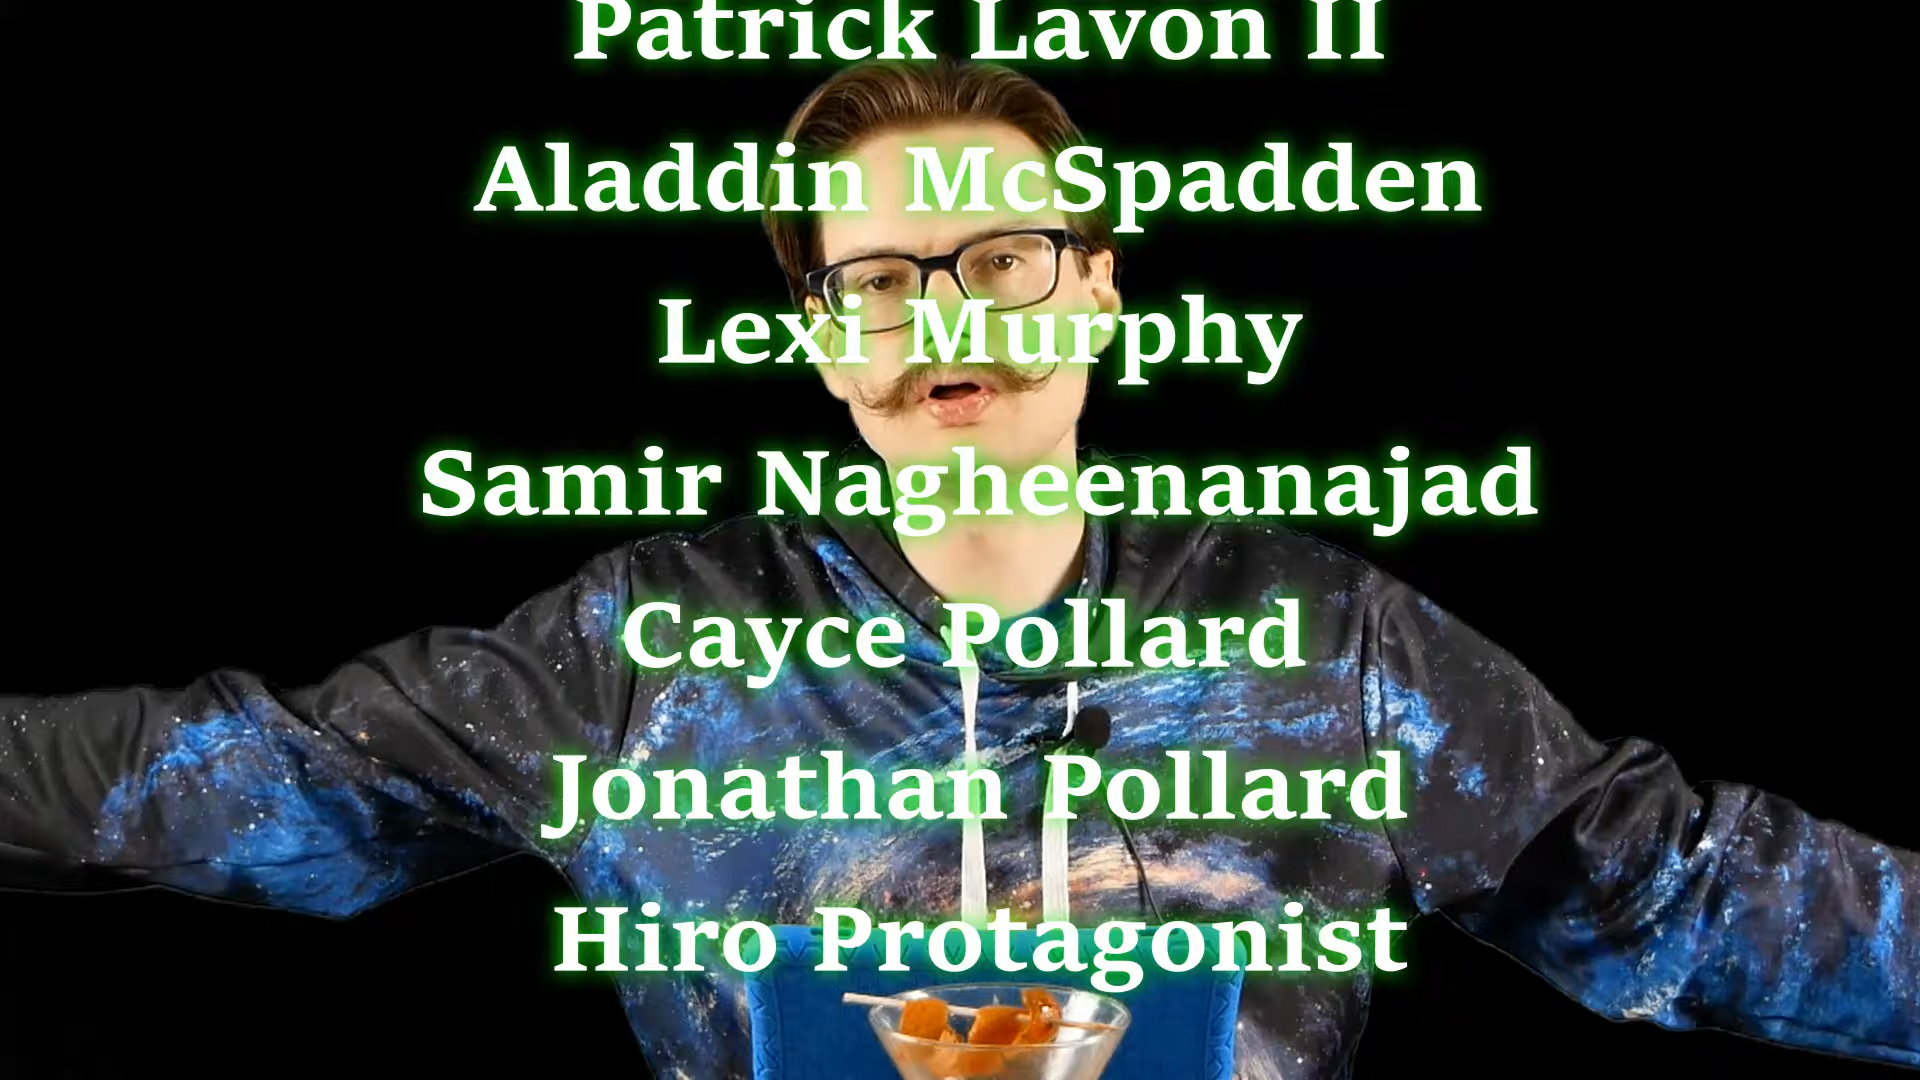 Patrick Lavon II
Aladdin McSpadden
Lexi Murphy
Samir Nagheenanajad
Cayce Pollard
Jonathan Pollard
Hiro Protagonist